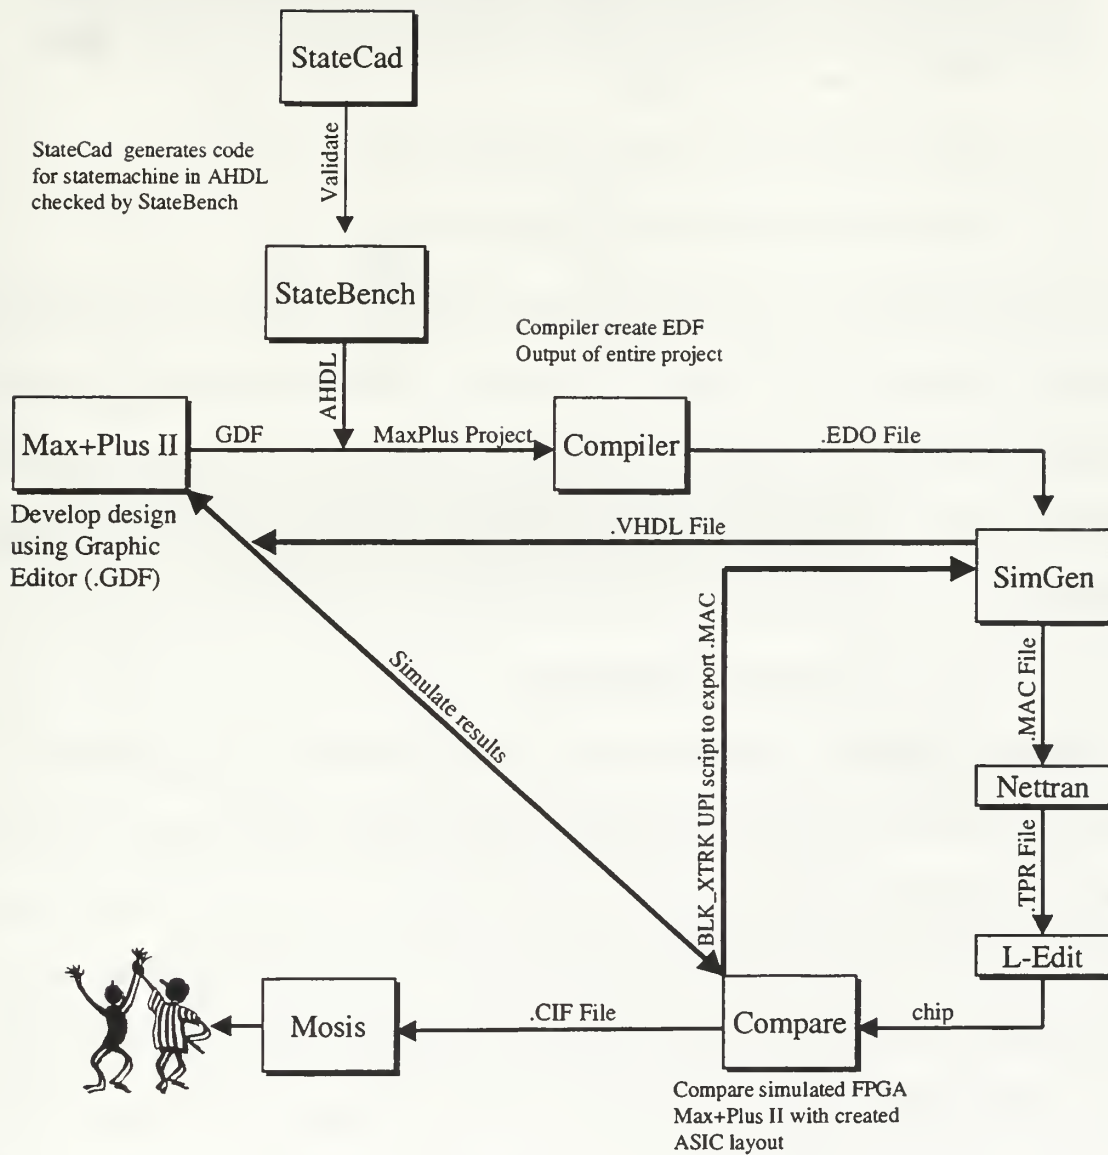 StateCad
Validate
StateCad generates code
for statemachine in AHDL
checked by StateBench
StateBench
AHDL
Compiler create EDF
Output of entire project
Max+Plus II
GDF
MaxPlus Project
Compiler
.EDO File
Develop design
using Graphic
Editor (.GDF)
.VHDL File
SimGen
Simulate results
BLK_XTRK UPI script to export .MAC
.MAC File
Nettran
.TPR File
L-Edit
chip
Compare
.CIF File
Mosis
Compare simulated FPGA
Max+Plus II with created
ASIC layout